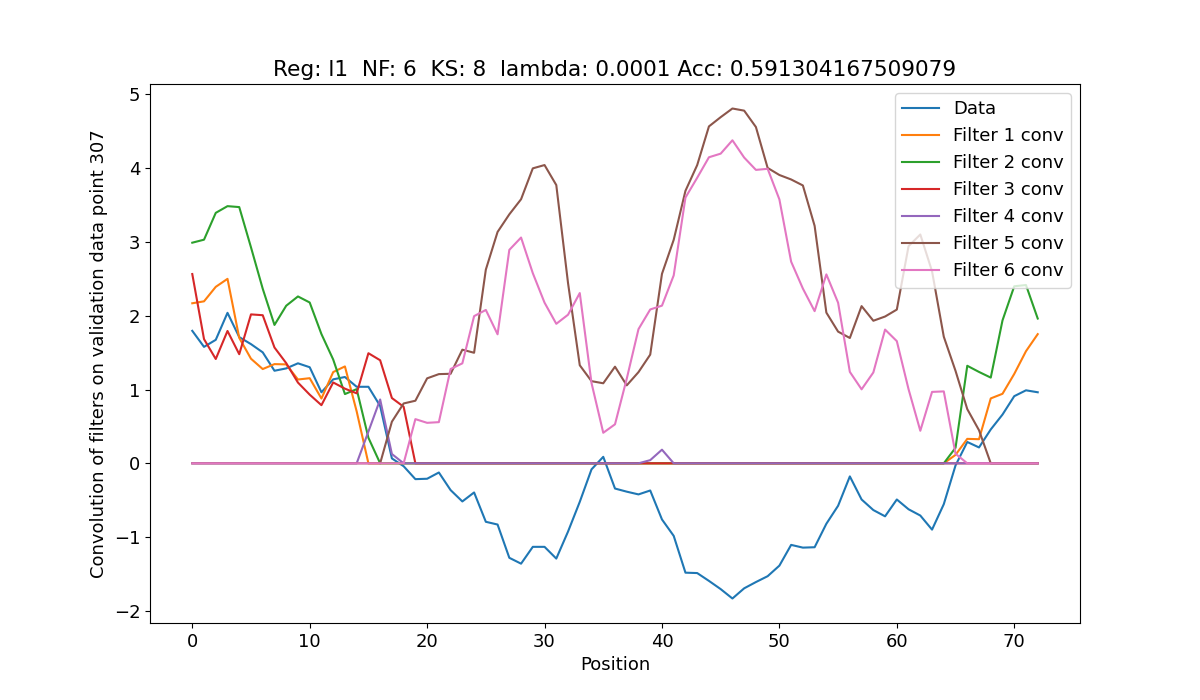 Reg: l1  NF: 6  KS: 8  lambda: 0.0001 Acc: 0.591304167509079
Convolution of filters on validation data point 307
5
4
3
2
1
0
−1
−2
Data
Filter 1 conv
Filter 2 conv
Filter 3 conv
Filter 4 conv
Filter 5 conv
Filter 6 conv
0 10 20 30 40 50 60 70
Position